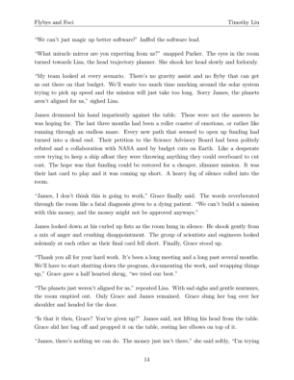 Flybys and Foci Timothy Liu
"We can't just magic up better software?" huffed the software lead.
"What miracle mirror are you expecting from us?" snapped Parker. The eyes in the room
turned towards Lisa, the head trajectory planner. She shook her head slowly and forlornly.
"My team looked at every scenario. There's no gravity assist and no flyby that can get
us out there on that budget. We'll waste too much time mucking around the solar system
trying to pick up speed and the mission will just take too long. Sorry James, the planets
aren't aligned for us," sighed Lisa.
James drummed his hand impatiently against the table. Those were not the answers he
was hoping for. The last three months had been a roller coaster of emotions, or rather like
running through an endless maze. Every new path that seemed to open up funding had
turned into a dead end. Their petition to the Science Advisory Board had been politely
refuted and a collaboration with NASA axed by budget cuts on Earth. Like a desperate
crew trying to keep a ship afloat they were throwing anything they could overboard to cut
cost. The hope was that funding could be restored for a cheaper, slimmer mission. It was
their last card to play and it was coming up short. A heavy fog of silence rolled into the
room.
"James, I don't think this is going to work," Grace finally said. The words reverberated
through the room like a fatal diagnosis given to a dying patient. "We can't build a mission
with this money, and the money might not be approved anyways."
James looked down at his curled up fists as the room hung in silence. He shook gently from
a mix of anger and crushing disappointment. The group of scientists and engineers looked
solemnly at each other as their final card fell short. Finally, Grace stood up.
"Thank you all for your hard work. It's been a long meeting and a long past several months.
We'll have to start shutting down the program, documenting the work, and wrapping things
up," Grace gave a half hearted shrug, "we tried our best."
"The planets just weren't aligned for us," repeated Lisa. With sad sighs and gentle murmurs,
the room emptied out. Only Grace and James remained. Grace slung her bag over her
shoulder and headed for the door.
"Is that it then, Grace? You've given up?" James said, not lifting his head from the table.
Grace slid her bag off and propped it on the table, resting her elbows on top of it.
"James, there's nothing we can do. The money just isn't there," she said softly, "I'm trying
14